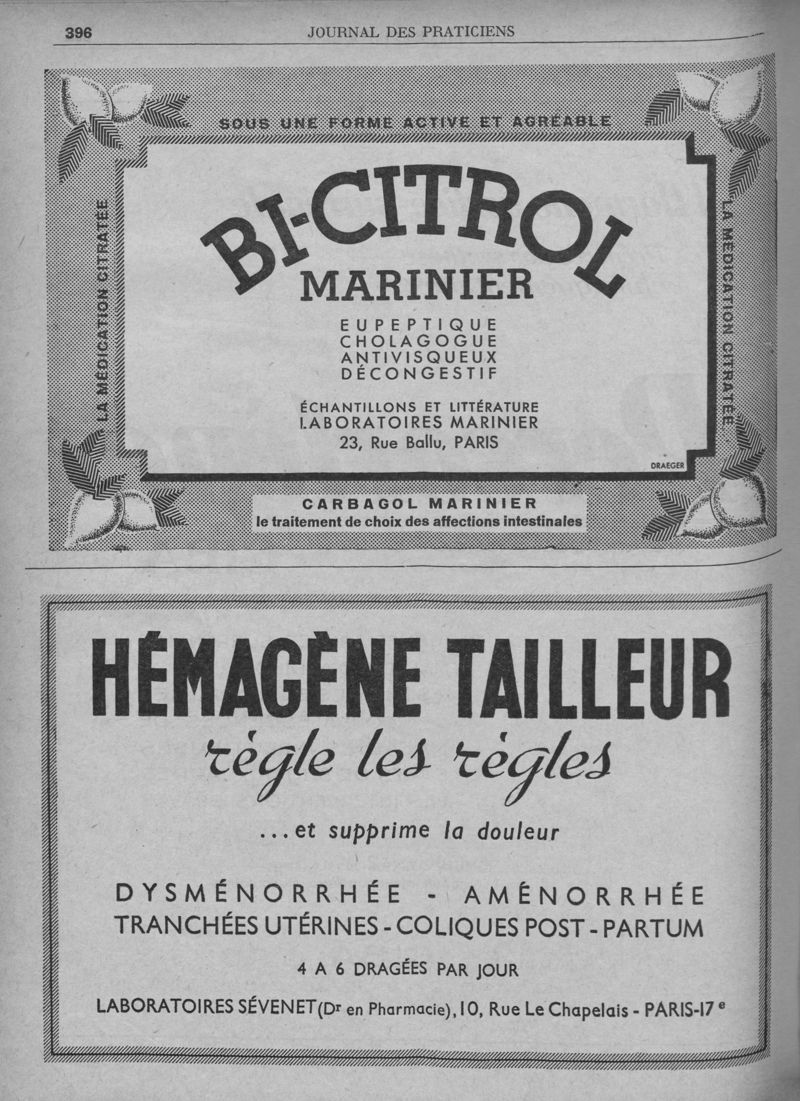 396
JOURNAL DES PRATICIENS
SOUS UNE FORME ACTIVE ET AGRÉABLE
LA MÉDICATION CITRATÉE
BI-CITROL
MARINIER
EUPEPTIQUE
CHOLAGOGUE
ANTIVISQUEUX
DÉCONGESTIF
ÉCHANTILLONS ET LITTÉRATURE
LABORATOIRES MARINIER
23, Rue Ballu, PARIS
DRAEGER
LA MÉDICATION CITRATÉE
CARBAGOL MARINIER
le traitement de choix des affections intestinales
HÉMAGÈNE TAILLEUR
règle les règles
...et supprime la douleur
DYSMÉNORRHÉE - AMÉNORRHÉE
TRANCHÉES UTÉRINES - COLIQUES POST - PARTUM
4 A 6 DRAGÉES PAR JOUR
LABORATOIRES SÉVENET (Dr en Pharmacie), 10, Rue Le Chapelais - PARIS-17e